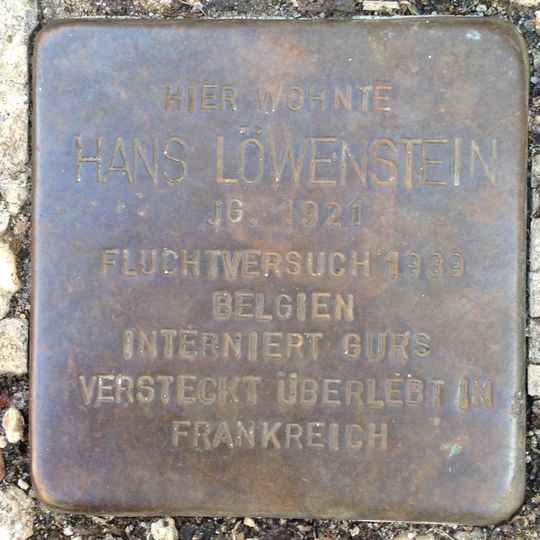 HIER WOHNTE
HANS LÖWENSTEIN
JG. 1921
FLUCHTVERSUCH 1939
BELGIEN
INTERNIERT GURS
VERSTECKT ÜBERLEBT IN
FRANKREICH